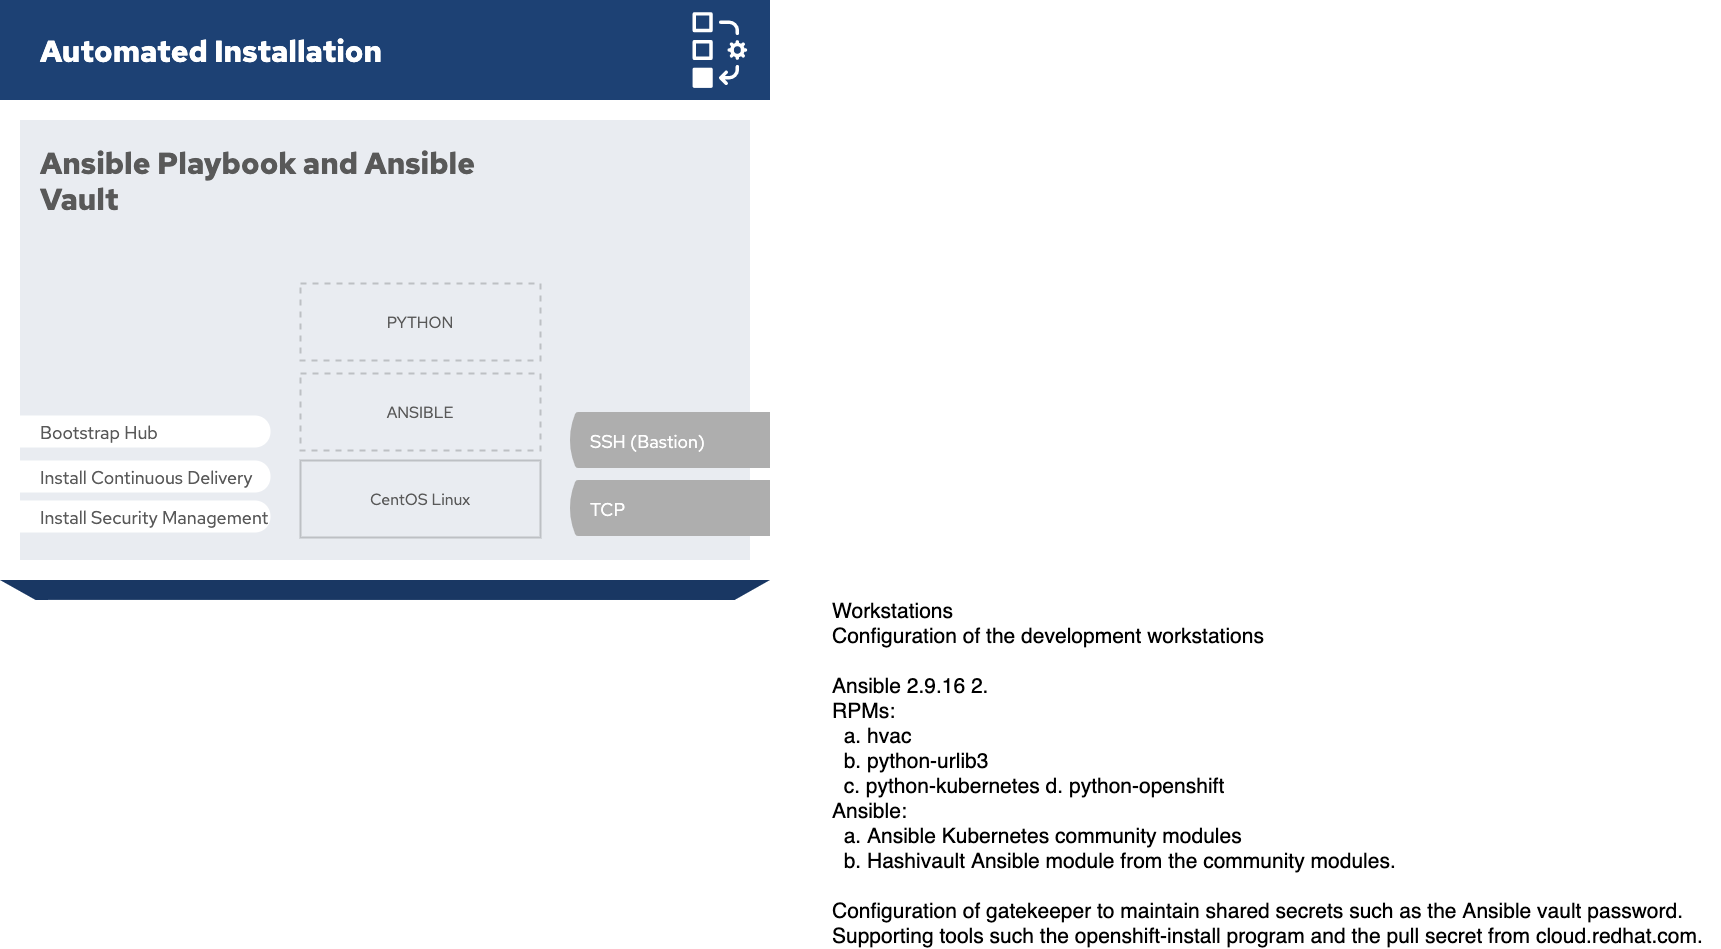 Automated Installation
Ansible Playbook and Ansible
Vault
PYTHON
ANSIBLE
CentOS Linux
Bootstrap Hub
Install Continuous Delivery
Install Security Management
SSH (Bastion)
TCP
Workstations
Configuration of the development workstations
Ansible 2.9.16 2.
RPMs:
a. hvac
b. python-urlib3
c. python-kubernetes d. python-openshift
Ansible:
a. Ansible Kubernetes community modules
b. Hashivault Ansible module from the community modules.
Configuration of gatekeeper to maintain shared secrets such as the Ansible vault password.
Supporting tools such the openshift-install program and the pull secret from cloud.redhat.com.